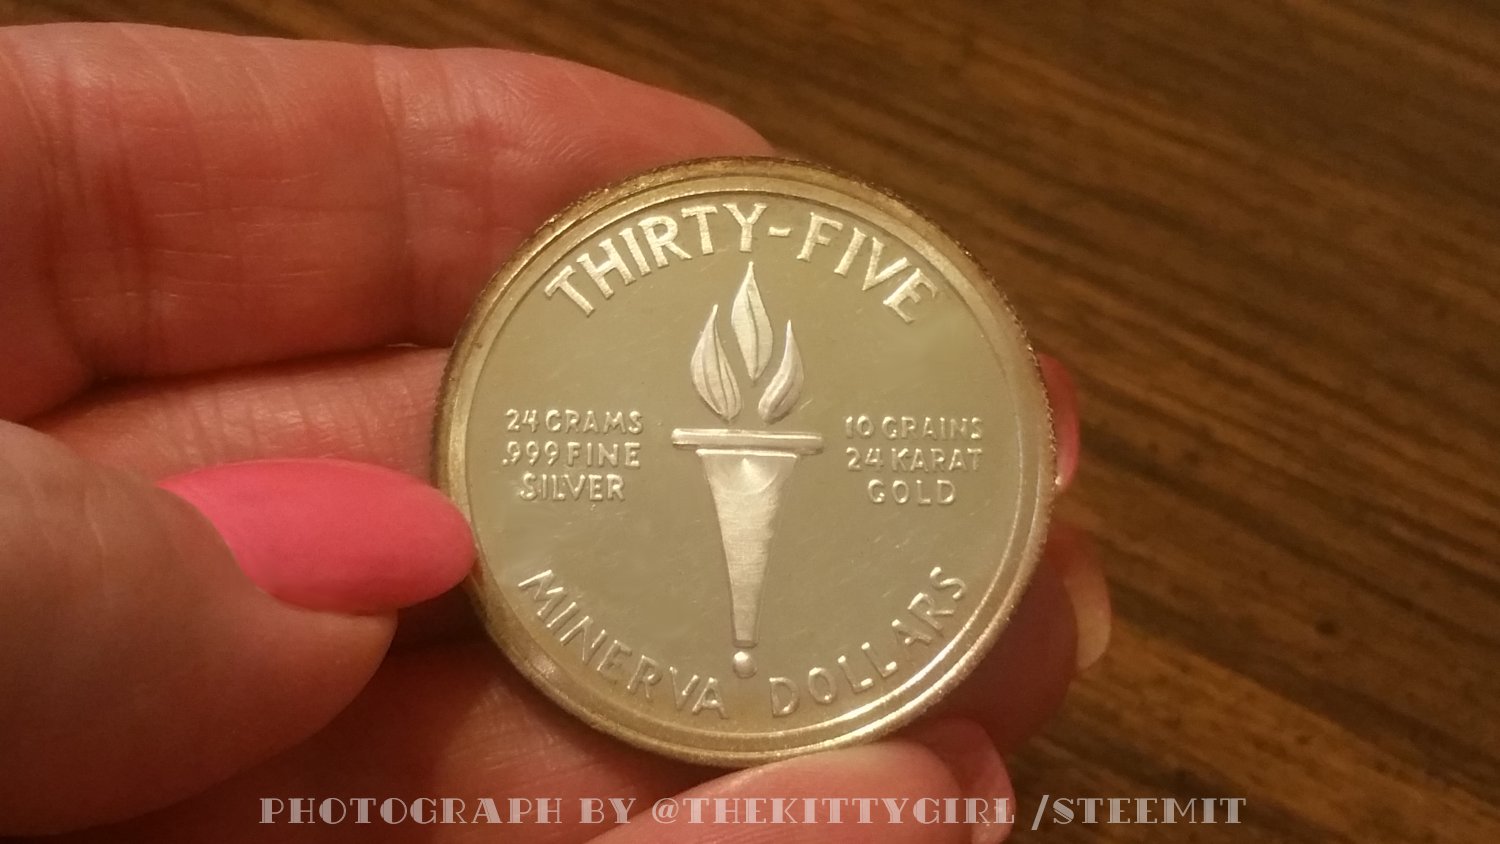 THIRTY-FIVE
24 GRAMS
.999 FINE
SILVER
10 GRAINS
24 KARAT
GOLD
MINERVA DOLLARS
PHOTOGRAPH BY @THEKITTYGIRL /STEEMIT